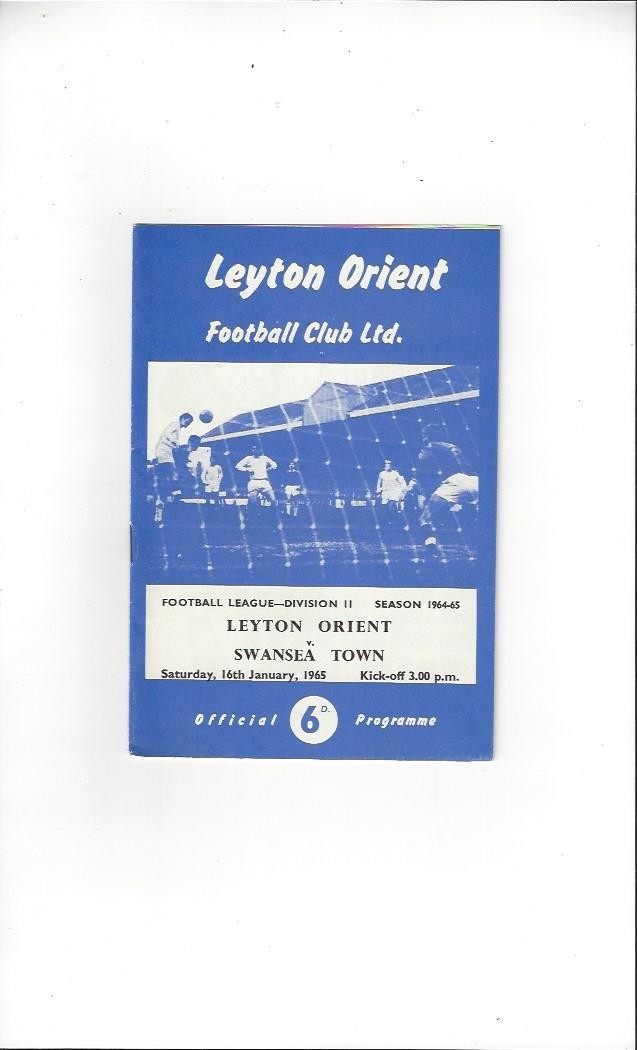 Leyton Orient
Football Club Ltd.
FOOTBALL LEAGUE—DIVISION II SEASON 1964-65
LEYTON ORIENT
v.
SWANSEA TOWN
Saturday, 16th January, 1965 Kick-off 3.00 p.m.
Official 6D. Programme